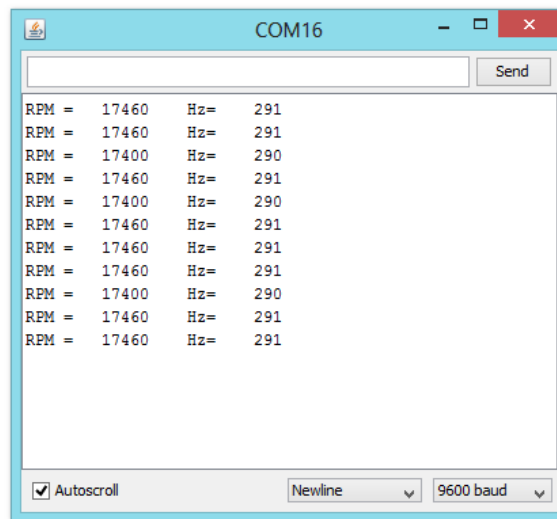 COM16
Send
RPM = 17460 Hz= 291
RPM = 17460 Hz= 291
RPM = 17400 Hz= 290
RPM = 17460 Hz= 291
RPM = 17400 Hz= 290
RPM = 17460 Hz= 291
RPM = 17460 Hz= 291
RPM = 17460 Hz= 291
RPM = 17400 Hz= 290
RPM = 17460 Hz= 291
RPM = 17460 Hz= 291
Autoscroll Newline 9600 baud